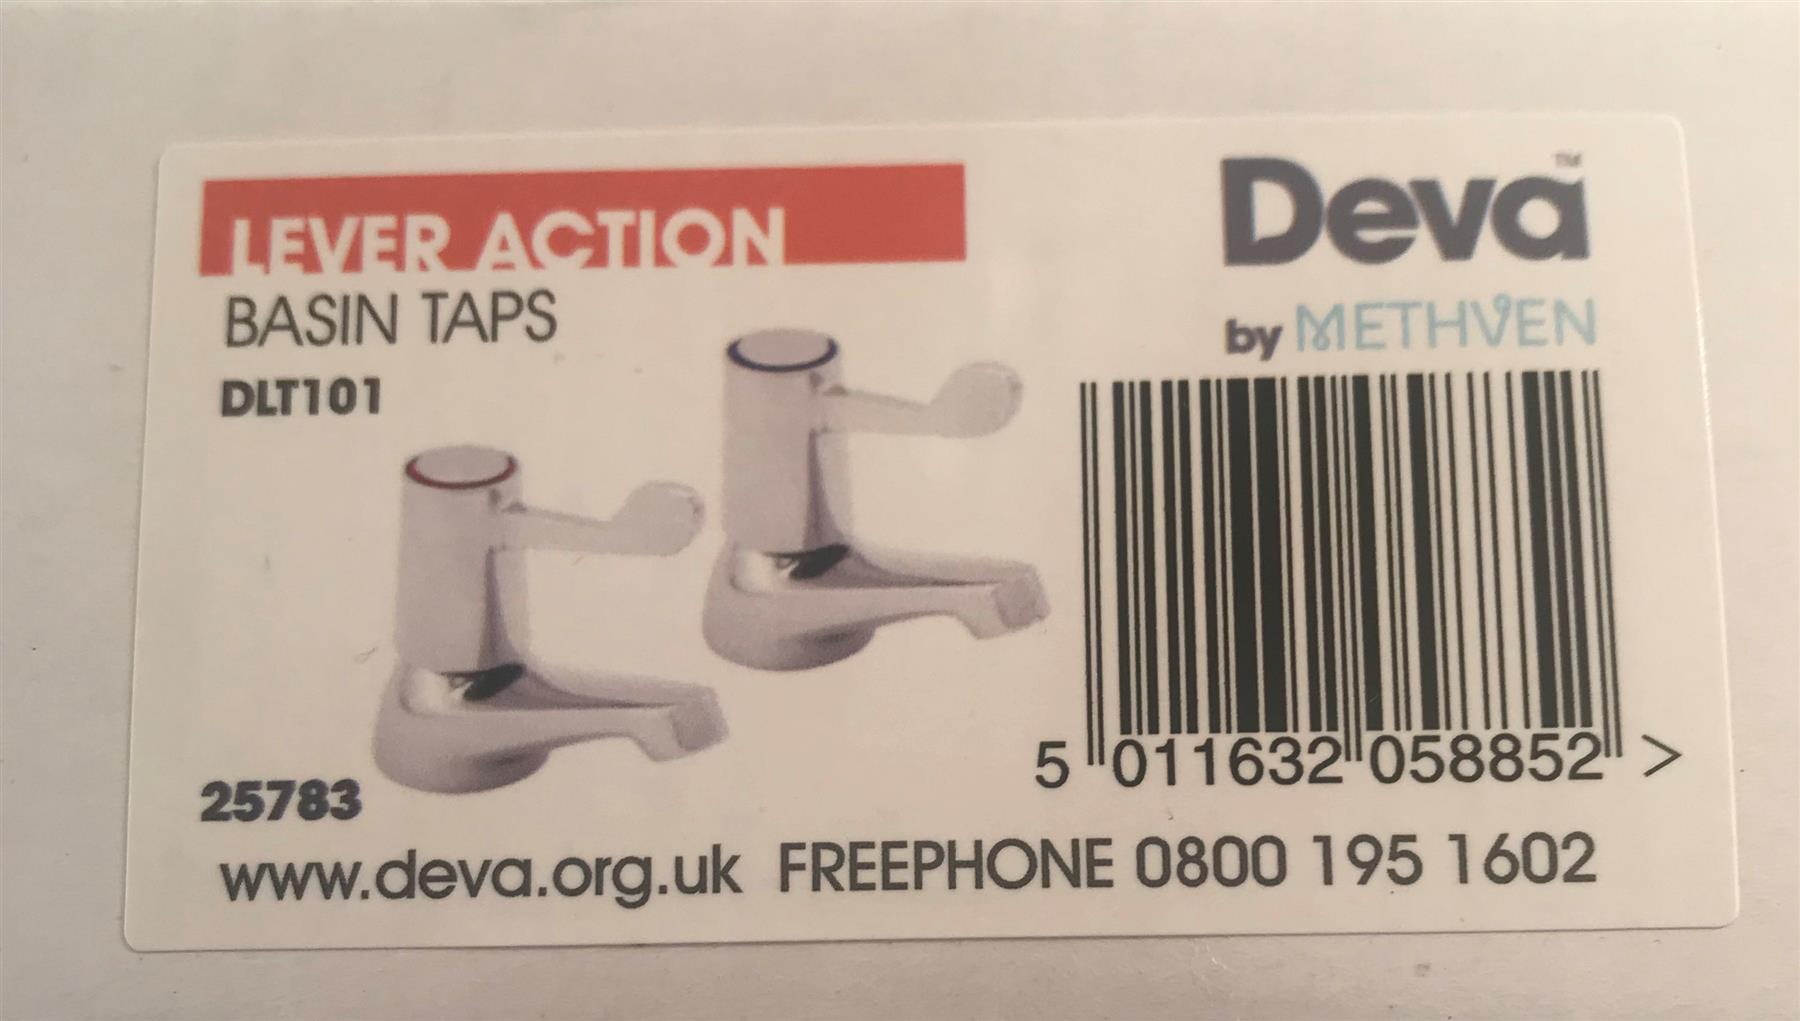 LEVER ACTION
BASIN TAPS
DLT101
Deva™
by METHVEN
5 011632 058852 >
25783
www.deva.org.uk FREEPHONE 0800 195 1602